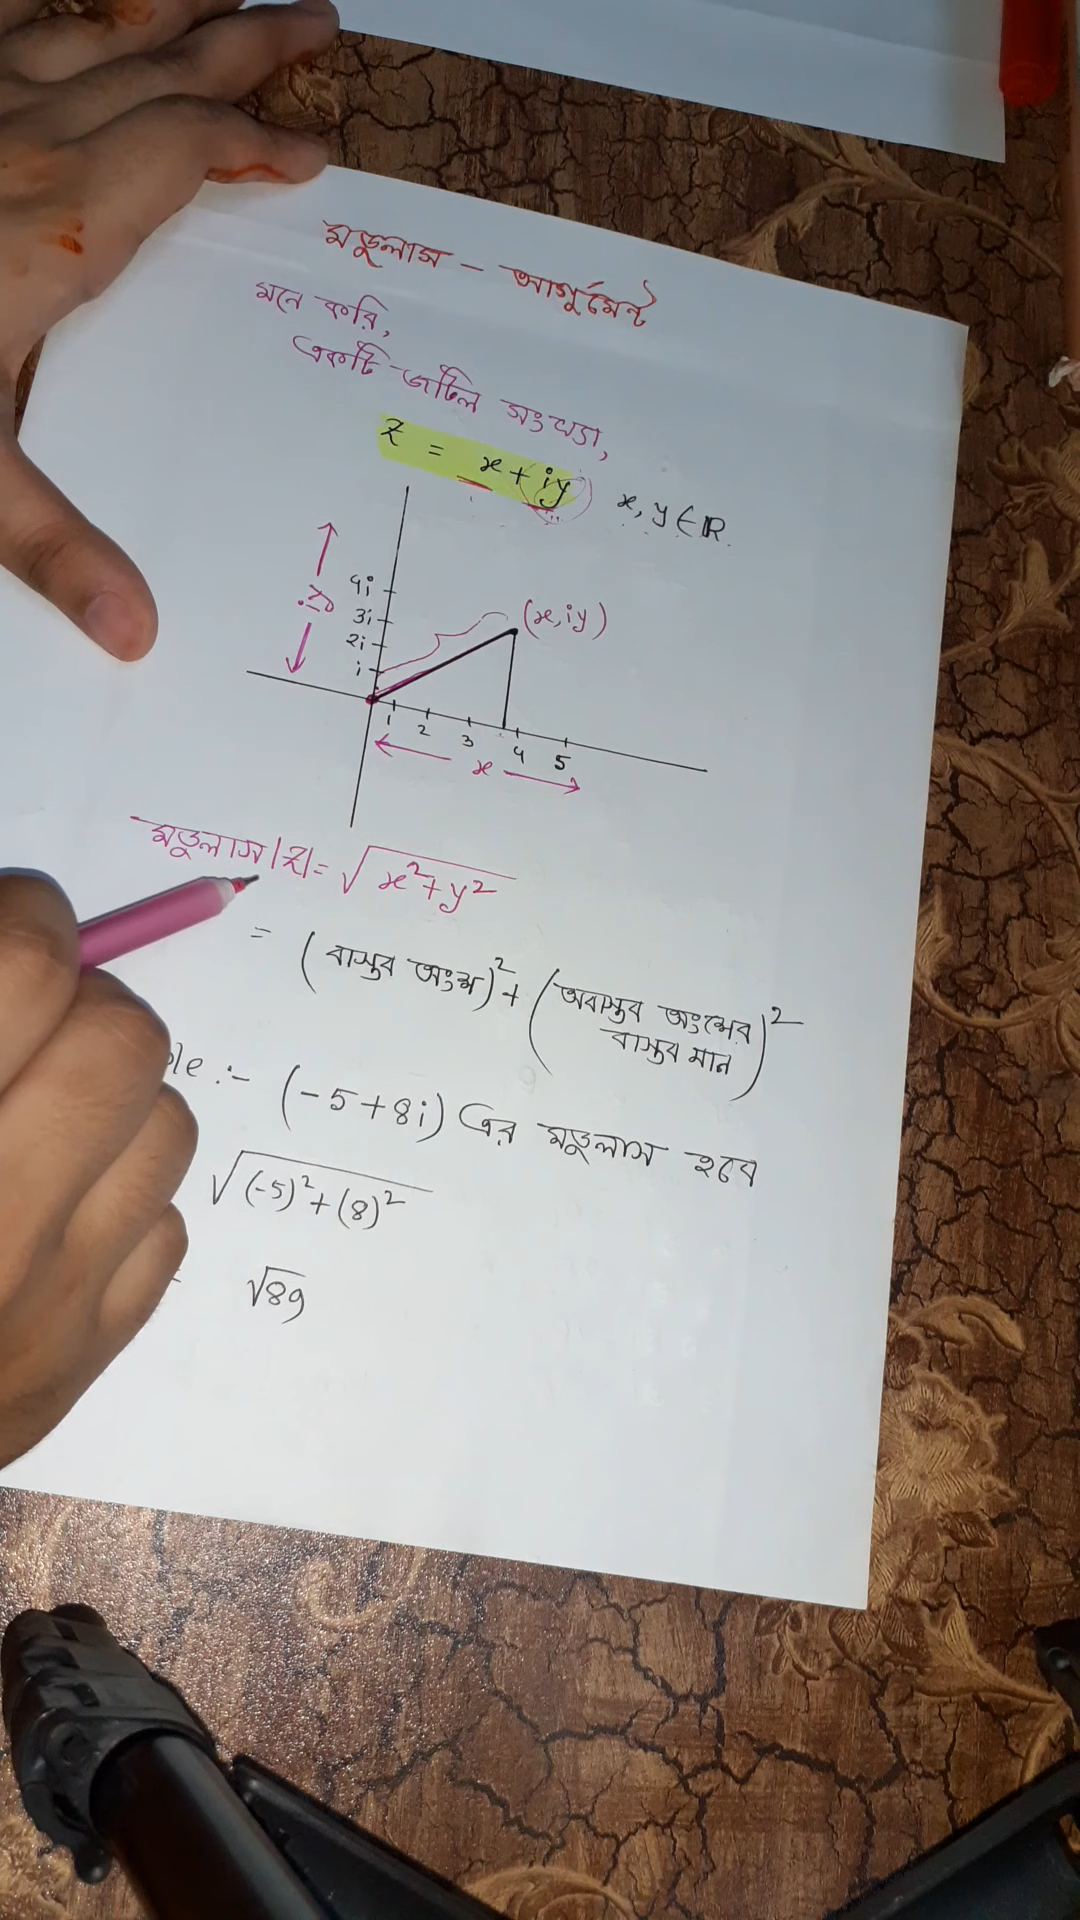 মডুলাস - আর্গুমেন্ট
মনে করি,
একটি জটিল সংখ্যা,
z = x + iy x, y ∈ ℝ.
4i
3i
2i
i
(x, iy)
1 2 3 4 5
x
মডুলাস |z| = √x²+y²
= (বাস্তব অংশ)² + (অবাস্তব অংশের বাস্তব মান)²
ple :- (-5+8i) এর মডুলাস হবে
√(-5)²+(8)²
= √89